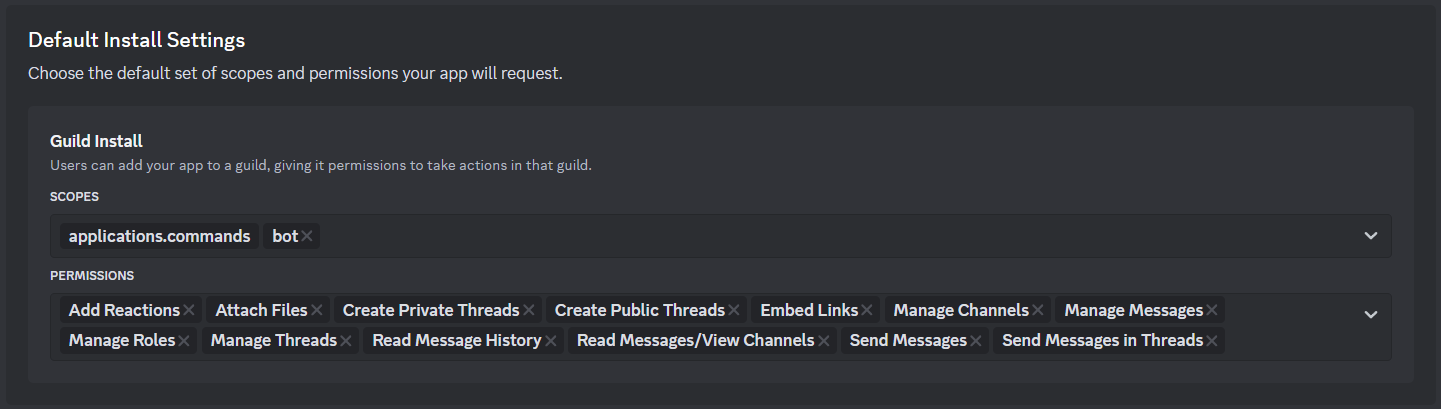 Default Install Settings
Choose the default set of scopes and permissions your app will request.
Guild Install
Users can add your app to a guild, giving it permissions to take actions in that guild.
SCOPES
applications.commands bot
PERMISSIONS
Add Reactions Attach Files Create Private Threads Create Public Threads Embed Links Manage Channels Manage Messages
Manage Roles Manage Threads Read Message History Read Messages/View Channels Send Messages Send Messages in Threads